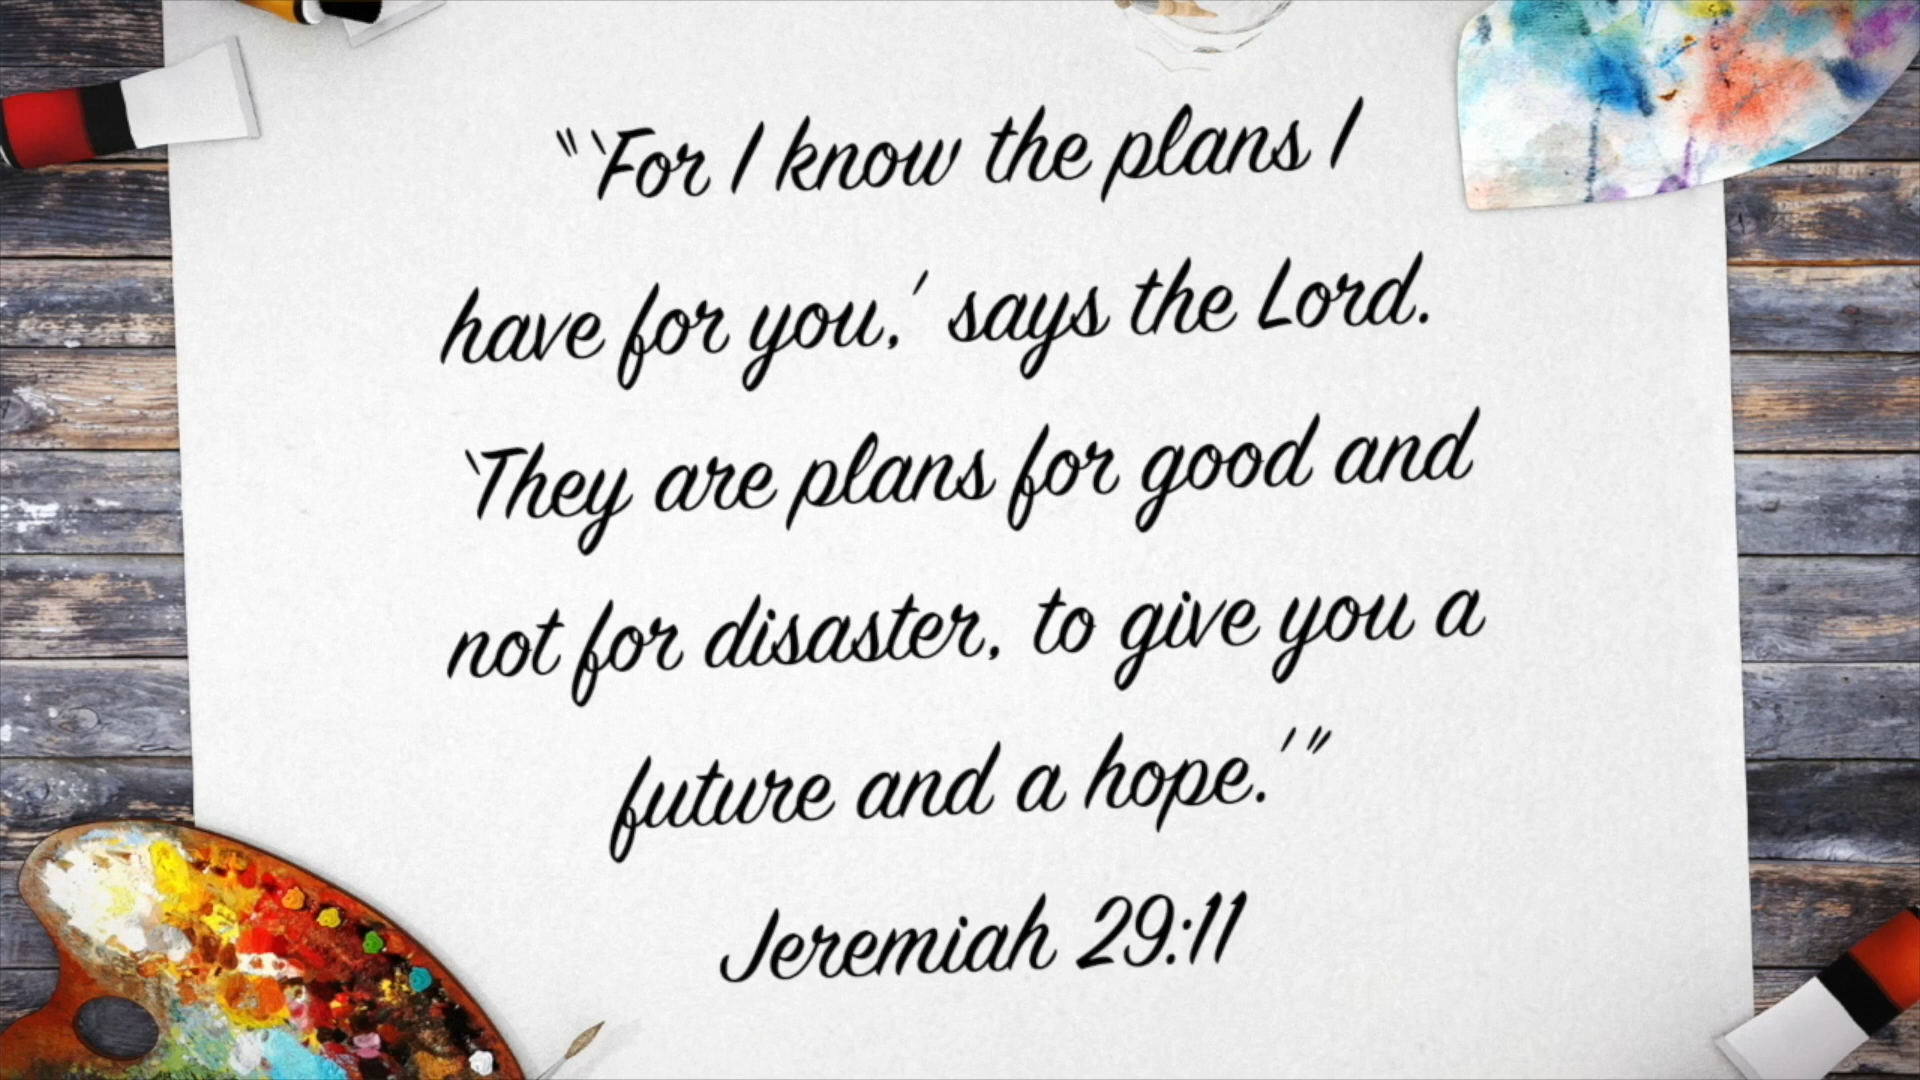 "'For I know the plans I
have for you,' says the Lord.
'They are plans for good and
not for disaster, to give you a
future and a hope.'"
Jeremiah 29:11